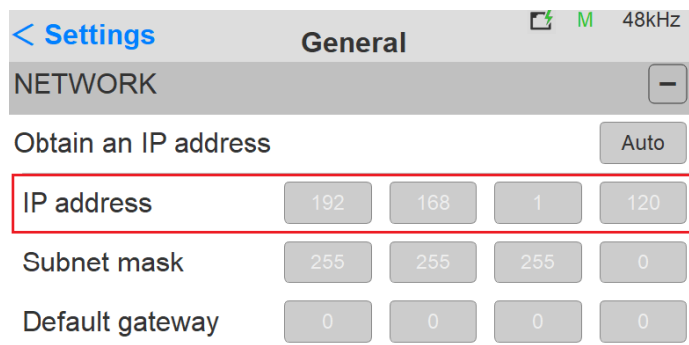 < Settings General M 48kHz
NETWORK −
Obtain an IP address Auto
IP address 192 168 1 120
Subnet mask 255 255 255 0
Default gateway 0 0 0 0